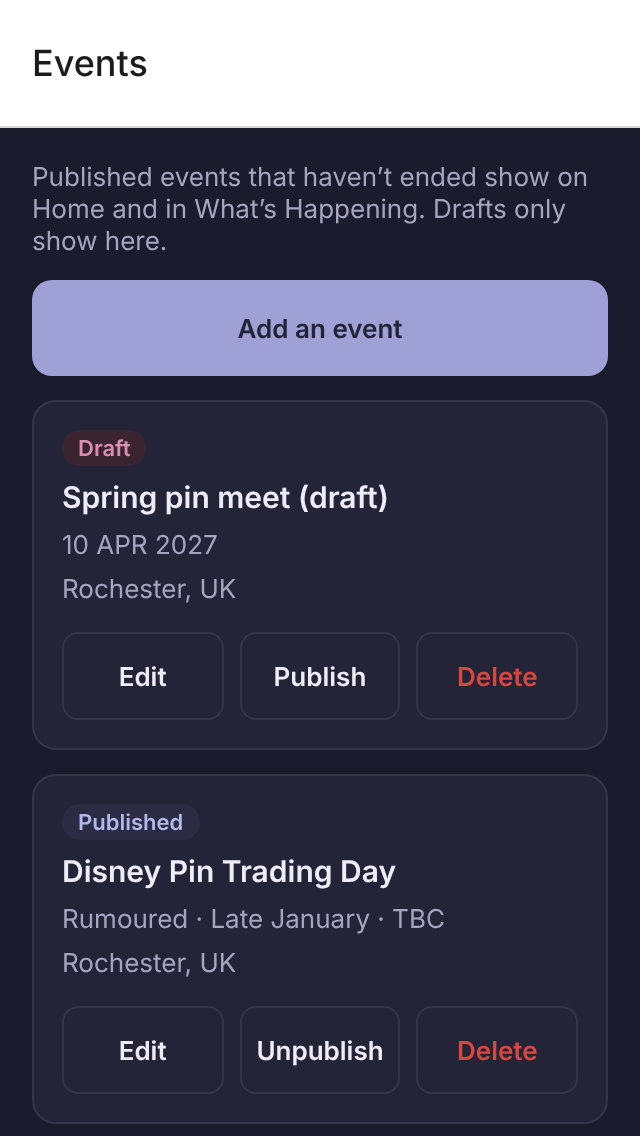 Events
Published events that haven’t ended show on
Home and in What’s Happening. Drafts only
show here.
Add an event
Draft
Spring pin meet (draft)
10 APR 2027
Rochester, UK
Edit
Publish
Delete
Published
Disney Pin Trading Day
Rumoured · Late January · TBC
Rochester, UK
Edit
Unpublish
Delete